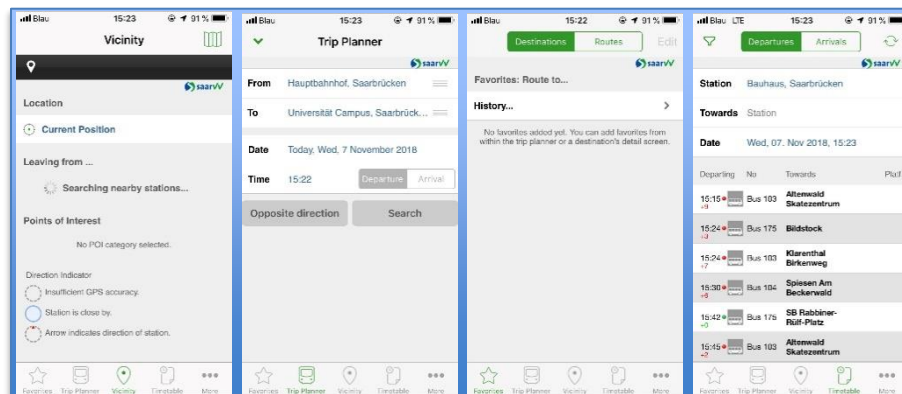 Blau 15:23 91 %
Vicinity
saarVV
Location
Current Position
Leaving from ...
Searching nearby stations...
Points of Interest
No POI category selected.
Direction Indicator
Insufficient GPS accuracy.
Station is close by.
Arrow indicates direction of station.
Favorites Trip Planner Vicinity Timetable More
Blau 15:23 91 %
Trip Planner
saarVV
From Hauptbahnhof, Saarbrücken
To Universität Campus, Saarbrück...
Date Today, Wed, 7 November 2018
Time 15:22 Departure Arrival
Opposite direction Search
Favorites Trip Planner Vicinity Timetable More
Blau 15:22 91 %
Destinations Routes Edit
saarVV
Favorites: Route to...
History...
No favorites added yet. You can add favorites from
within the trip planner or a destination's detail screen.
Favorites Trip Planner Vicinity Timetable More
Blau LTE 15:23 91 %
Departures Arrivals
saarVV
Station Bauhaus, Saarbrücken
Towards Station
Date Wed, 07. Nov 2018, 15:23
Departing No Towards Platf
15:15 Bus 103 Altenwald
+9 Skatezentrum
15:24 Bus 175 Bildstock
+3
15:24 Bus 103 Klarenthal
+7 Birkenweg
15:30 Bus 104 Spiesen Am
+6 Beckerwald
15:42 Bus 175 SB Rabbiner-
+0 Rülf-Platz
15:45 Bus 103 Altenwald
+2 Skatezentrum
Favorites Trip Planner Vicinity Timetable More